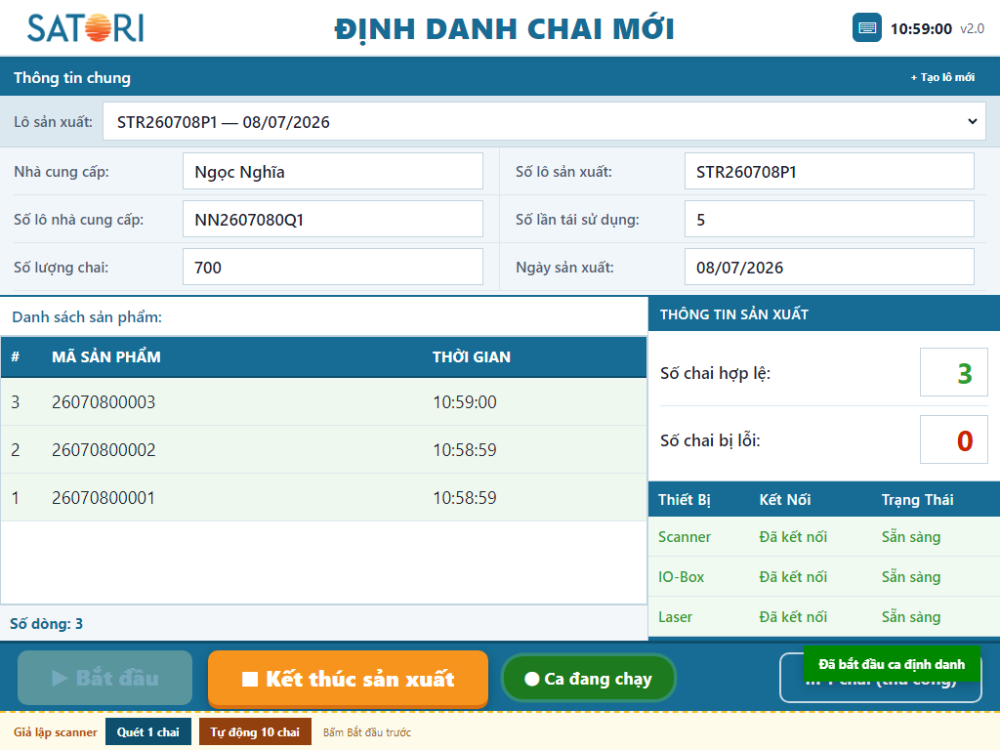 SATORI
ĐỊNH DANH CHAI MỚI
10:59:00 v2.0
Thông tin chung
+ Tạo lô mới
Lô sản xuất: STR260708P1 — 08/07/2026
Nhà cung cấp: Ngọc Nghĩa
Số lô sản xuất: STR260708P1
Số lô nhà cung cấp: NN2607080Q1
Số lần tái sử dụng: 5
Số lượng chai: 700
Ngày sản xuất: 08/07/2026
Danh sách sản phẩm:
# MÃ SẢN PHẨM THỜI GIAN
3 26070800003 10:59:00
2 26070800002 10:58:59
1 26070800001 10:58:59
Số dòng: 3
THÔNG TIN SẢN XUẤT
Số chai hợp lệ: 3
Số chai bị lỗi: 0
Thiết Bị Kết Nối Trạng Thái
Scanner Đã kết nối Sẵn sàng
IO-Box Đã kết nối Sẵn sàng
Laser Đã kết nối Sẵn sàng
▶ Bắt đầu
■ Kết thúc sản xuất
● Ca đang chạy
Đã bắt đầu ca định danh
Giả lập scanner
Quét 1 chai
Tự động 10 chai
Bấm Bắt đầu trước